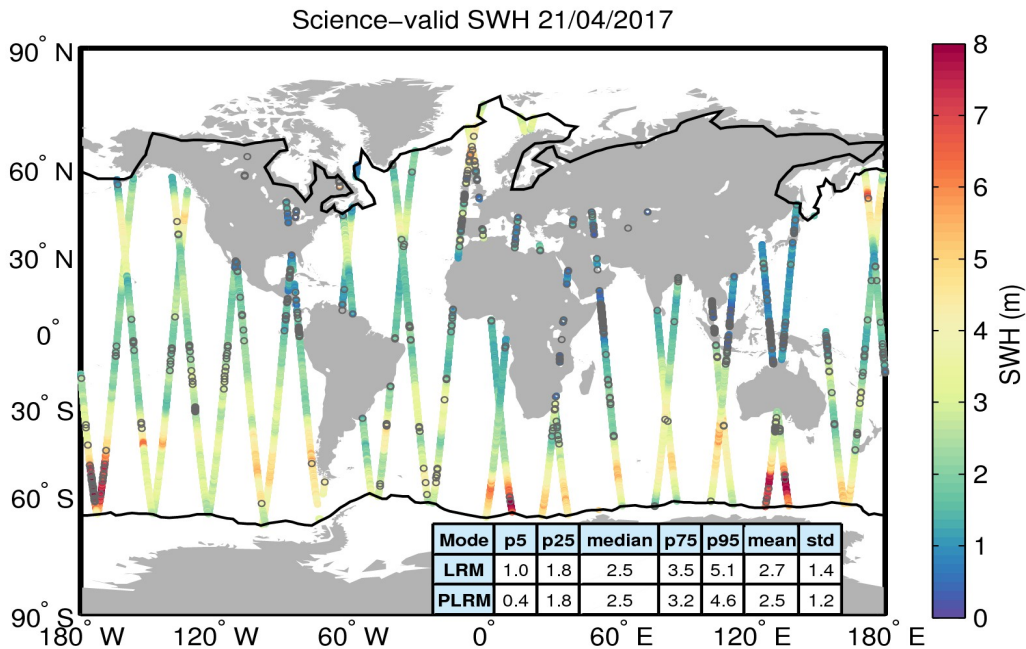 Science−valid SWH 21/04/2017
90° N
60° N
30° N
0°
30° S
60° S
90° S
180° W
120° W
60° W
0°
60° E
120° E
180° E
Mode p5 p25 median p75 p95 mean std
LRM 1.0 1.8 2.5 3.5 5.1 2.7 1.4
PLRM 0.4 1.8 2.5 3.2 4.6 2.5 1.2
8
7
6
5
4
3
2
1
0
SWH (m)